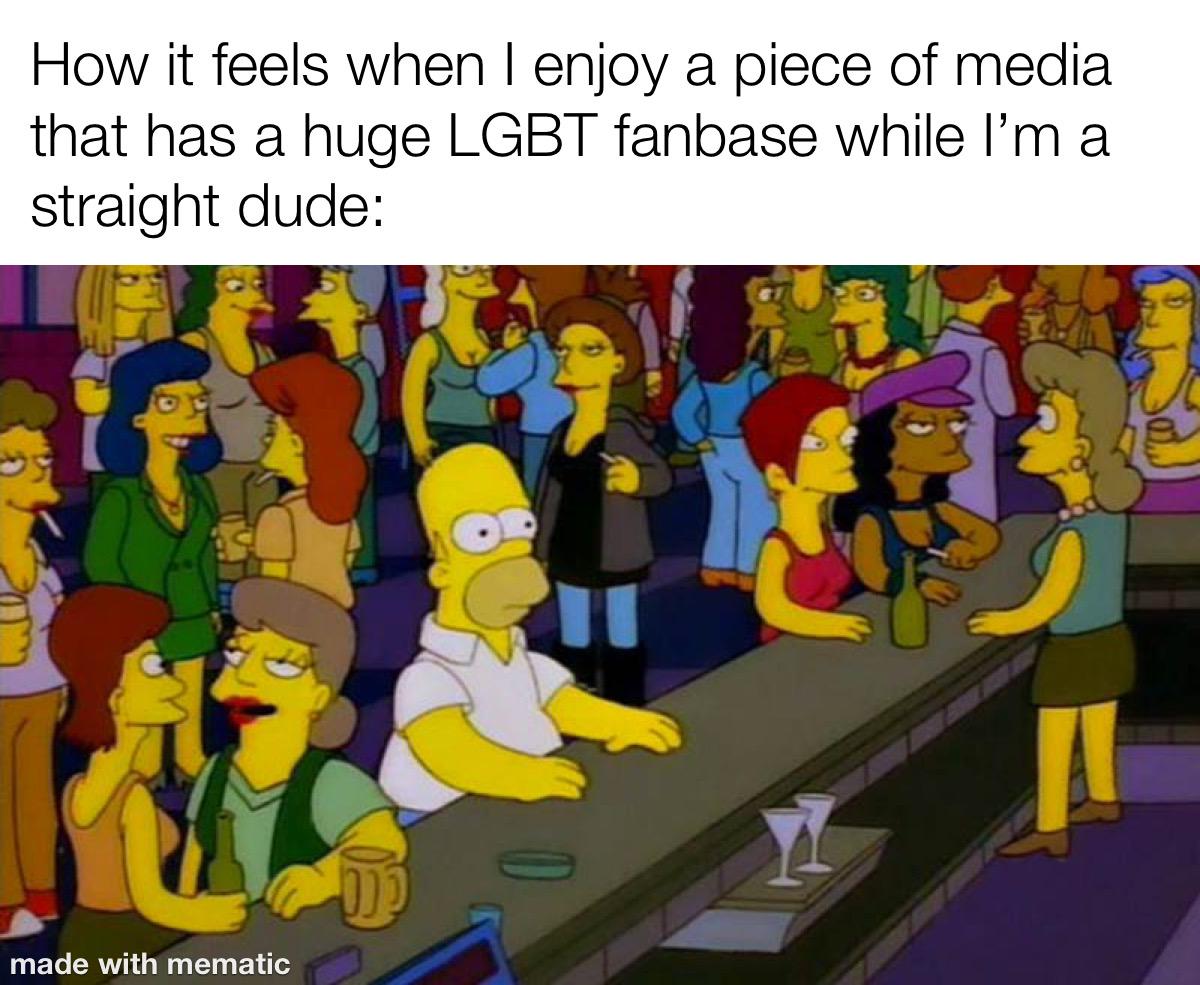 How it feels when I enjoy a piece of media
that has a huge LGBT fanbase while I’m a
straight dude:
made with mematic